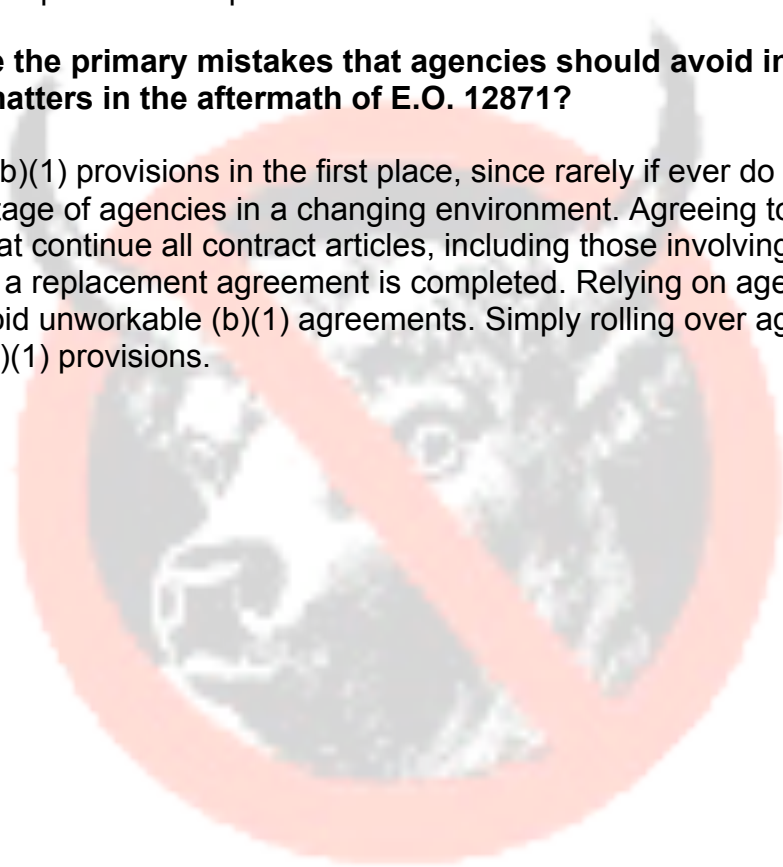 e the primary mistakes that agencies should avoid in
natters in the aftermath of E.O. 12871?
b)(1) provisions in the first place, since rarely if ever do
tage of agencies in a changing environment. Agreeing to
at continue all contract articles, including those involving
a replacement agreement is completed. Relying on age
oid unworkable (b)(1) agreements. Simply rolling over ag
)(1) provisions.